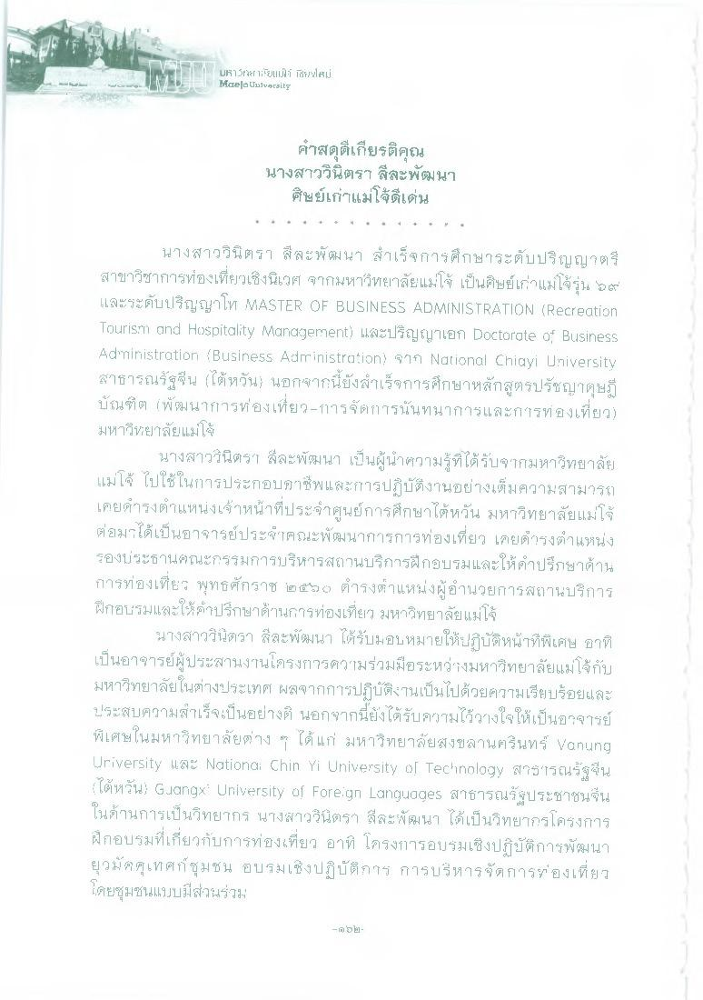 MJU
มหาวิทยาลัยแม่โจ้ เชียงใหม่
Maejo University
คำสดุดีเกียรติคุณ
นางสาววินิตรา ลีละพัฒนา
ศิษย์เก่าแม่โจ้ดีเด่น
. . . . . . . . . . . . . .
นางสาววินิตรา ลีละพัฒนา สำเร็จการศึกษาระดับปริญญาตรี
สาขาวิชาการท่องเที่ยวเชิงนิเวศ จากมหาวิทยาลัยแม่โจ้ เป็นศิษย์เก่าแม่โจ้รุ่น ๖๙
และระดับปริญญาโท MASTER OF BUSINESS ADMINISTRATION (Recreation
Tourism and Hospitality Management) และปริญญาเอก Doctorate of Business
Administration (Business Administration) จาก National Chiayi University
สาธารณรัฐจีน (ไต้หวัน) นอกจากนี้ยังสำเร็จการศึกษาหลักสูตรปรัชญาดุษฎี
บัณฑิต (พัฒนาการท่องเที่ยว-การจัดการนันทนาการและการท่องเที่ยว)
มหาวิทยาลัยแม่โจ้
นางสาววินิตรา ลีละพัฒนา เป็นผู้นำความรู้ที่ได้รับจากมหาวิทยาลัย
แม่โจ้ ไปใช้ในการประกอบอาชีพและการปฏิบัติงานอย่างเต็มความสามารถ
เคยดำรงตำแหน่งเจ้าหน้าที่ประจำศูนย์การศึกษาไต้หวัน มหาวิทยาลัยแม่โจ้
ต่อมาได้เป็นอาจารย์ประจำคณะพัฒนาการการท่องเที่ยว เคยดำรงตำแหน่ง
รองประธานคณะกรรมการบริหารสถานบริการฝึกอบรมและให้คำปรึกษาด้าน
การท่องเที่ยว พุทธศักราช ๒๕๖๐ ดำรงตำแหน่งผู้อำนวยการสถานบริการ
ฝึกอบรมและให้คำปรึกษาด้านการท่องเที่ยว มหาวิทยาลัยแม่โจ้
นางสาววินิตรา ลีละพัฒนา ได้รับมอบหมายให้ปฏิบัติหน้าที่พิเศษ อาทิ
เป็นอาจารย์ผู้ประสานงานโครงการความร่วมมือระหว่างมหาวิทยาลัยแม่โจ้กับ
มหาวิทยาลัยในต่างประเทศ ผลจากการปฏิบัติงานเป็นไปด้วยความเรียบร้อยและ
ประสบความสำเร็จเป็นอย่างดี นอกจากนี้ยังได้รับความไว้วางใจให้เป็นอาจารย์
พิเศษในมหาวิทยาลัยต่าง ๆ ได้แก่ มหาวิทยาลัยสงขลานครินทร์ Vanung
University และ National Chin Yi University of Technology สาธารณรัฐจีน
(ไต้หวัน) Guangxi University of Foreign Languages สาธารณรัฐประชาชนจีน
ในด้านการเป็นวิทยากร นางสาววินิตรา ลีละพัฒนา ได้เป็นวิทยากรโครงการ
ฝึกอบรมที่เกี่ยวกับการท่องเที่ยว อาทิ โครงการอบรมเชิงปฏิบัติการพัฒนา
ยุวมัคคุเทศก์ชุมชน อบรมเชิงปฏิบัติการ การบริหารจัดการท่องเที่ยว
โดยชุมชนแบบมีส่วนร่วม
-๑๖๒-